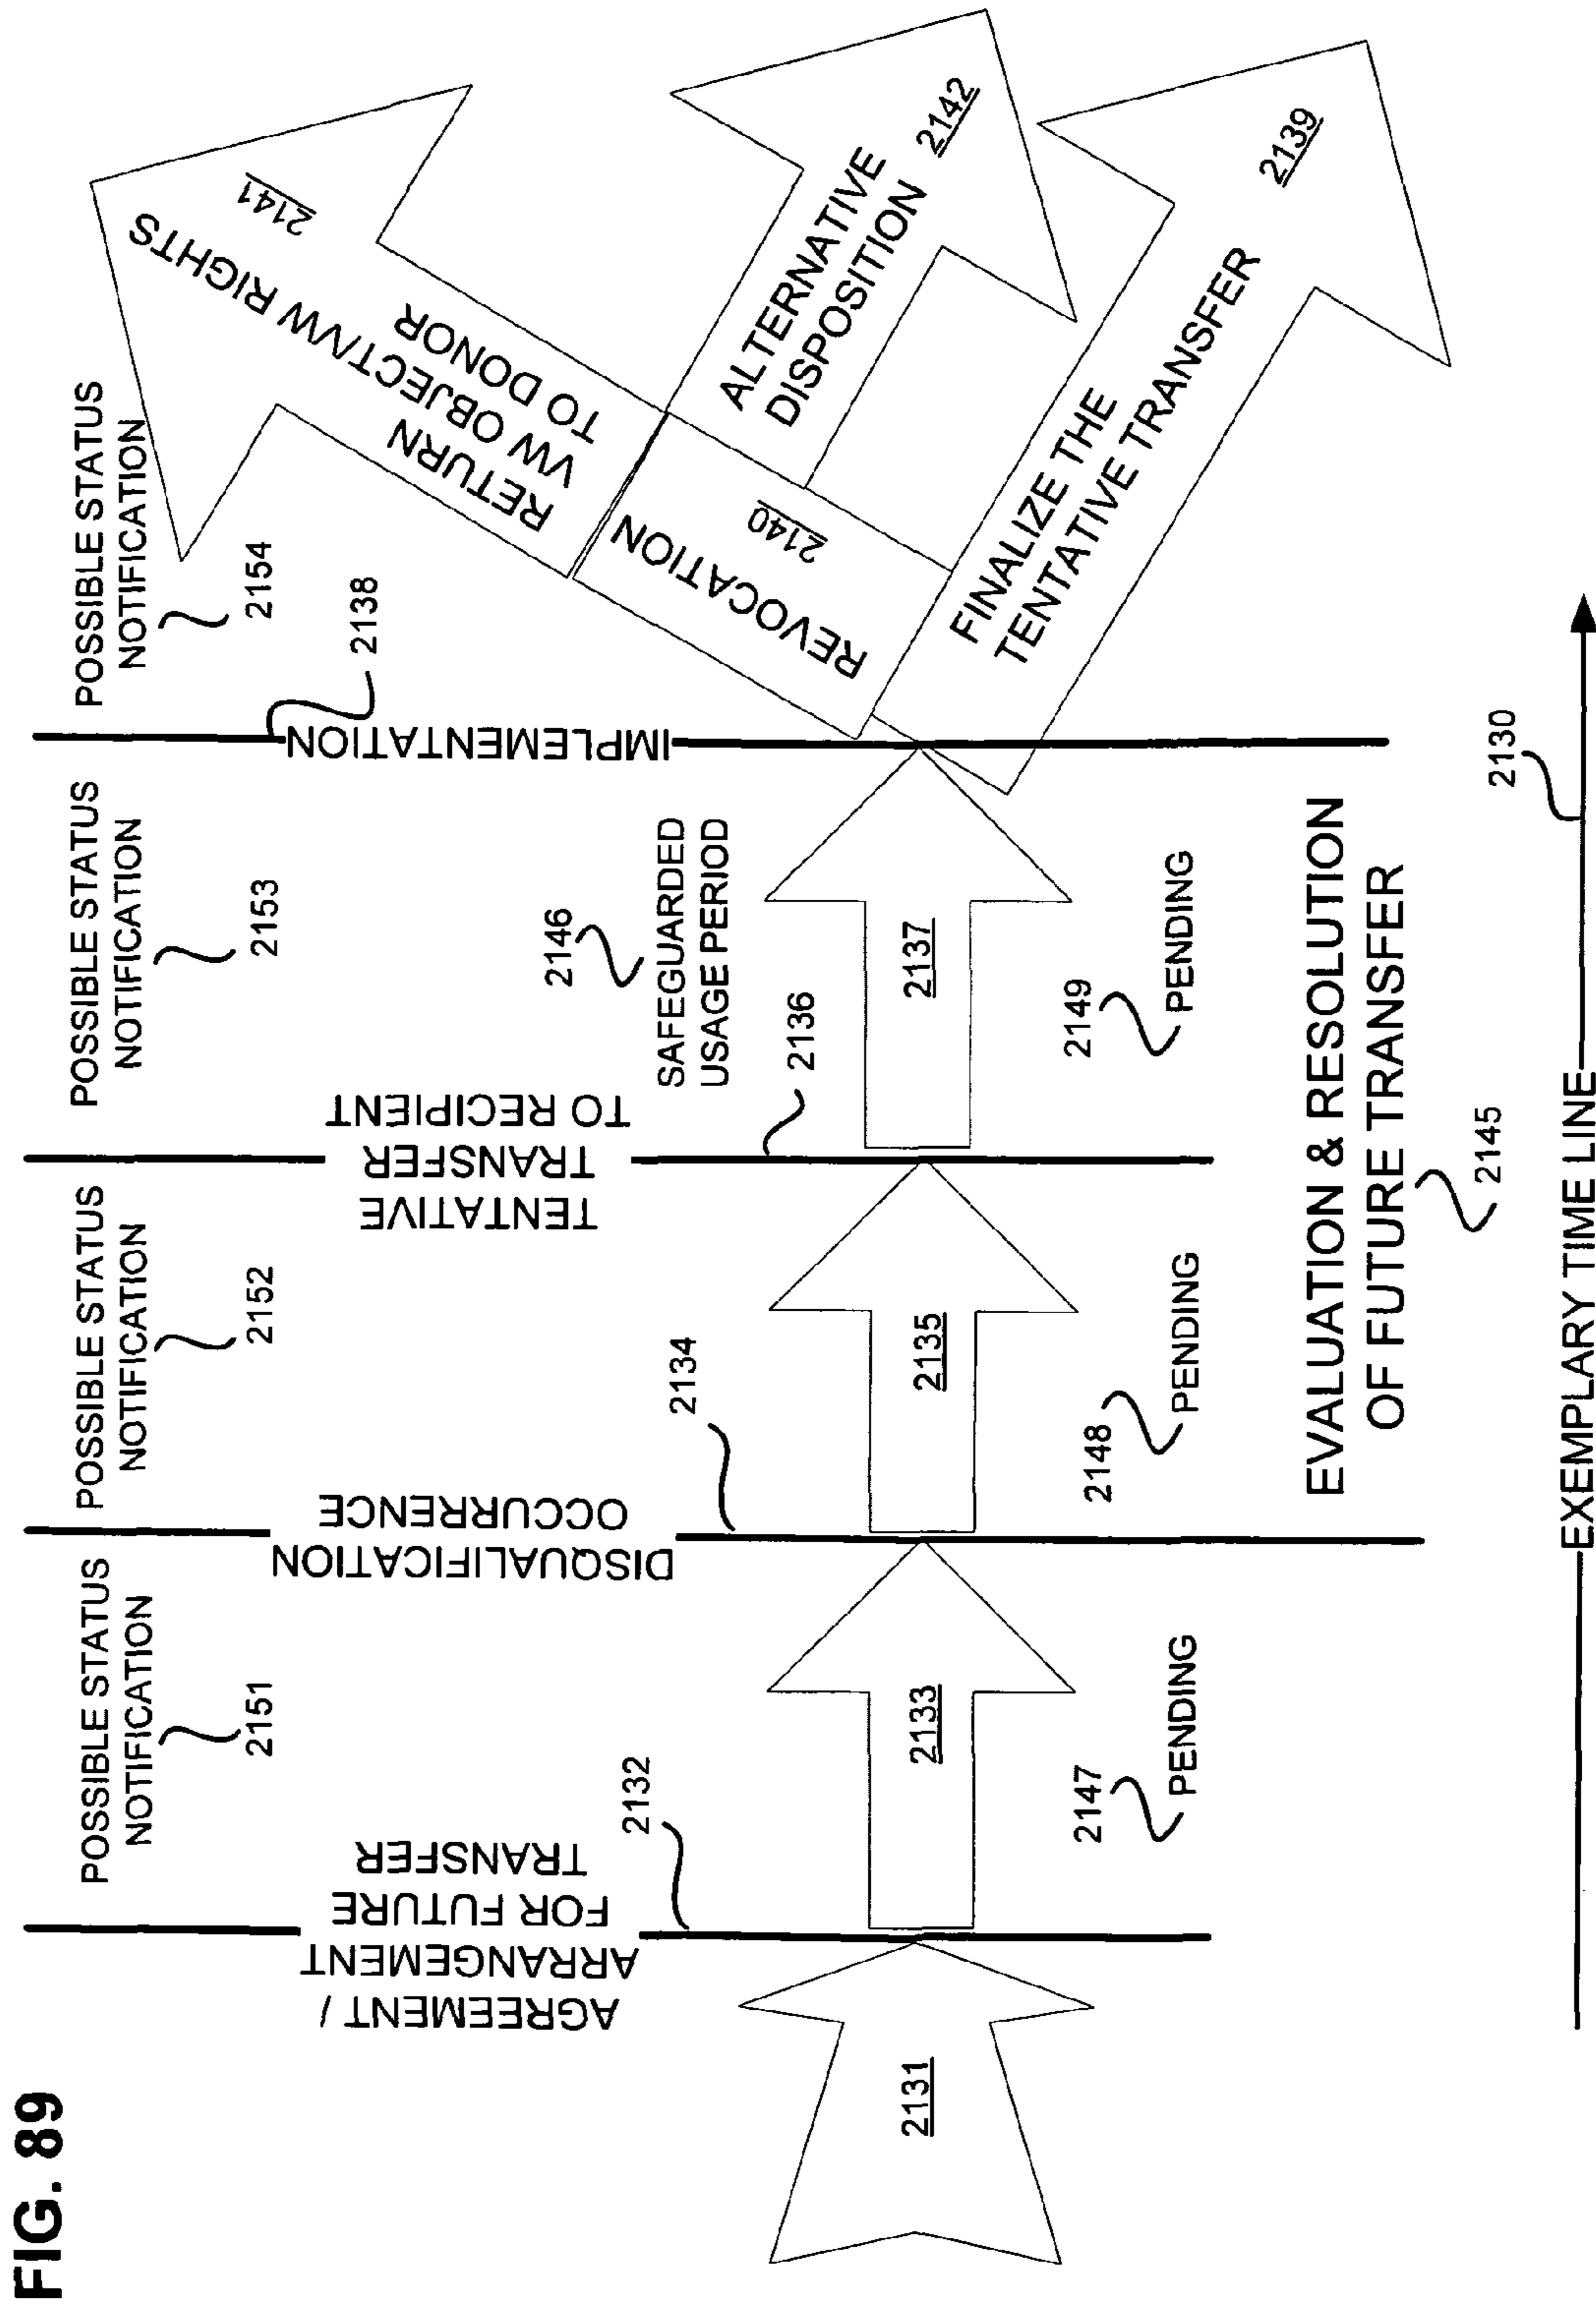 FIG. 89
POSSIBLE STATUS
NOTIFICATION
2151
POSSIBLE STATUS
NOTIFICATION
2152
POSSIBLE STATUS
NOTIFICATION
2153
POSSIBLE STATUS
NOTIFICATION
2154
AGREEMENT /
ARRANGEMENT
FOR FUTURE
TRANSFER
2132
DISQUALIFICATION
OCCURRENCE
2134
TENTATIVE
TRANSFER
TO RECIPIENT
2136
2146
SAFEGUARDED
USAGE PERIOD
IMPLEMENTATION
2138
2131
2133
2135
2137
RETURN
VW OBJECT/VW RIGHTS
TO DONOR
2141
REVOCATION
2140
ALTERNATIVE
DISPOSITION
2142
FINALIZE THE
TENTATIVE TRANSFER
2139
2147
PENDING
2148
PENDING
2149
PENDING
EVALUATION & RESOLUTION
OF FUTURE TRANSFER
2145
2130
EXEMPLARY TIME LINE